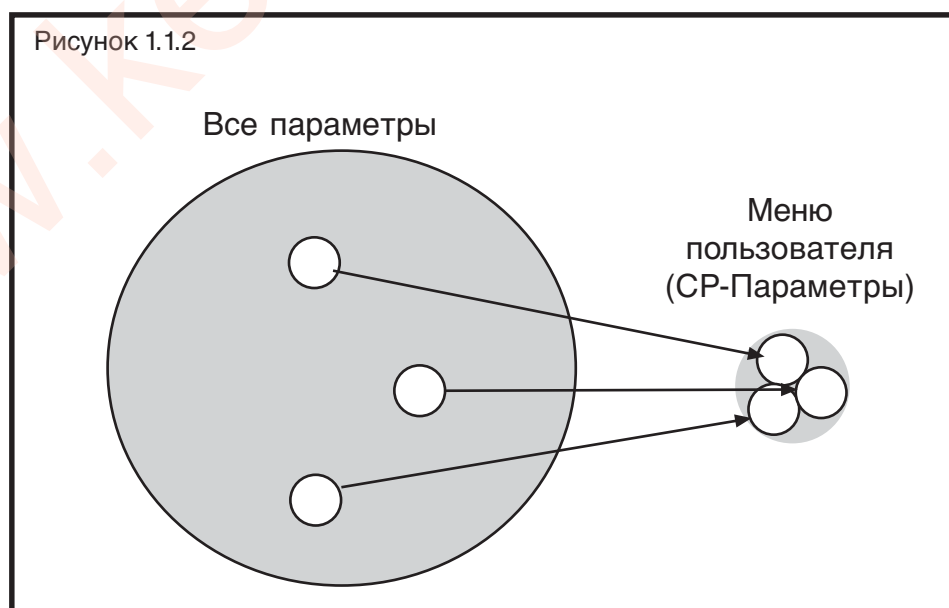 Рисунок 1.1.2
Все параметры
Меню
пользователя
(СР-Параметры)